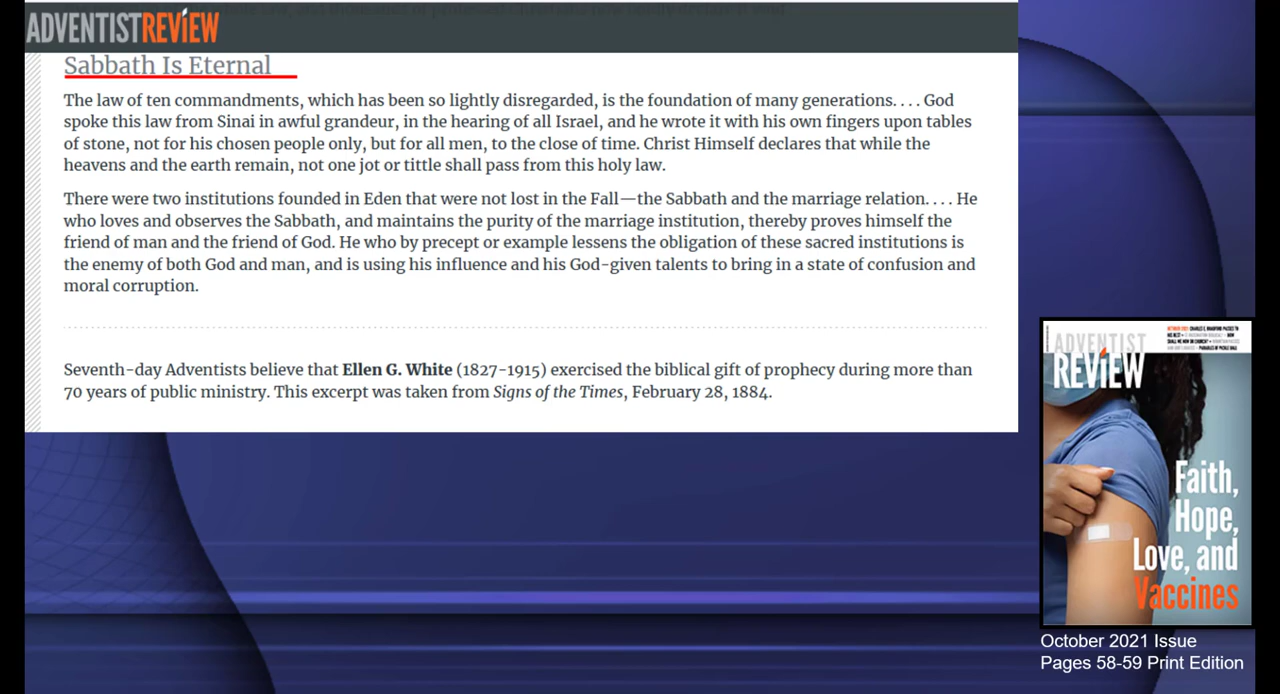 ADVENTIST REVIEW
Sabbath Is Eternal
The law of ten commandments, which has been so lightly disregarded, is the foundation of many generations. . . . God
spoke this law from Sinai in awful grandeur, in the hearing of all Israel, and he wrote it with his own fingers upon tables
of stone, not for his chosen people only, but for all men, to the close of time. Christ Himself declares that while the
heavens and the earth remain, not one jot or tittle shall pass from this holy law.
There were two institutions founded in Eden that were not lost in the Fall—the Sabbath and the marriage relation. . . . He
who loves and observes the Sabbath, and maintains the purity of the marriage institution, thereby proves himself the
friend of man and the friend of God. He who by precept or example lessens the obligation of these sacred institutions is
the enemy of both God and man, and is using his influence and his God-given talents to bring in a state of confusion and
moral corruption.
Seventh-day Adventists believe that Ellen G. White (1827-1915) exercised the biblical gift of prophecy during more than
70 years of public ministry. This excerpt was taken from Signs of the Times, February 28, 1884.
ADVENTIST
REVIEW
Faith,
Hope,
Love, and
Vaccines
October 2021 Issue
Pages 58-59 Print Edition